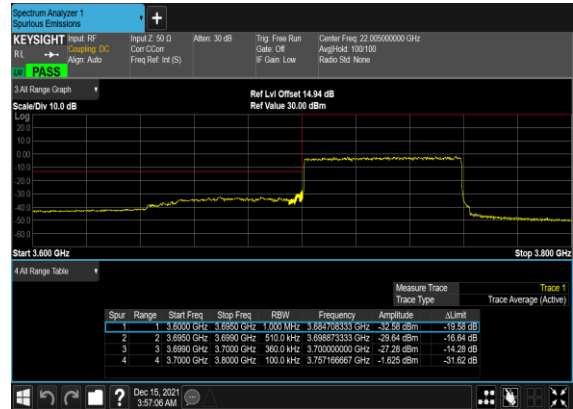 Spectrum Analyzer 1
Spurious Emissions
+
KEYSIGHT Input: RF Input Z: 50 Ω Atten: 30 dB Trig: Free Run Center Freq: 22.005000000 GHz
RL Coupling: DC Corr CCorr Gate: Off Avg|Hold: 100/100
Align: Auto Freq Ref: Int (S) IF Gain: Low Radio Std: None
LW PASS
3 All Range Graph Ref Lvl Offset 14.94 dB
Scale/Div 10.0 dB Ref Value 30.00 dBm
Log
20.0
10.0
0.00
-10.0
-20.0
-30.0
-40.0
-50.0
-60.0
Start 3.600 GHz Stop 3.800 GHz
4 All Range Table
Measure Trace Trace 1
Trace Type Trace Average (Active)
Spur Range Start Freq Stop Freq RBW Frequency Amplitude ΔLimit
1 1 3.6000 GHz 3.6950 GHz 1.000 MHz 3.684708333 GHz -32.58 dBm -19.58 dB
2 2 3.6950 GHz 3.6990 GHz 510.0 kHz 3.698873333 GHz -29.64 dBm -16.64 dB
3 3 3.6990 GHz 3.7000 GHz 360.0 kHz 3.700000000 GHz -27.28 dBm -14.28 dB
4 4 3.7000 GHz 3.8000 GHz 100.0 kHz 3.757166667 GHz -1.625 dBm -31.62 dB
? Dec 15, 2021
3:57:06 AM